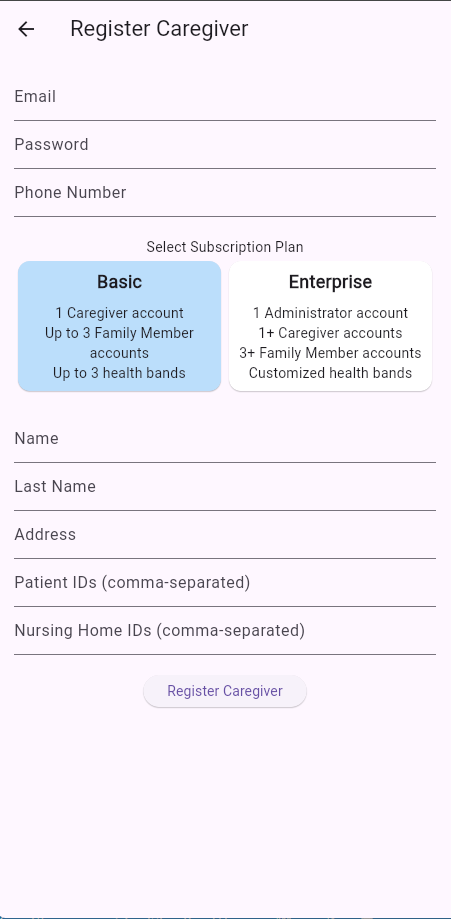 Register Caregiver
Email
Password
Phone Number
Select Subscription Plan
Basic
1 Caregiver account
Up to 3 Family Member
accounts
Up to 3 health bands
Enterprise
1 Administrator account
1+ Caregiver accounts
3+ Family Member accounts
Customized health bands
Name
Last Name
Address
Patient IDs (comma-separated)
Nursing Home IDs (comma-separated)
Register Caregiver